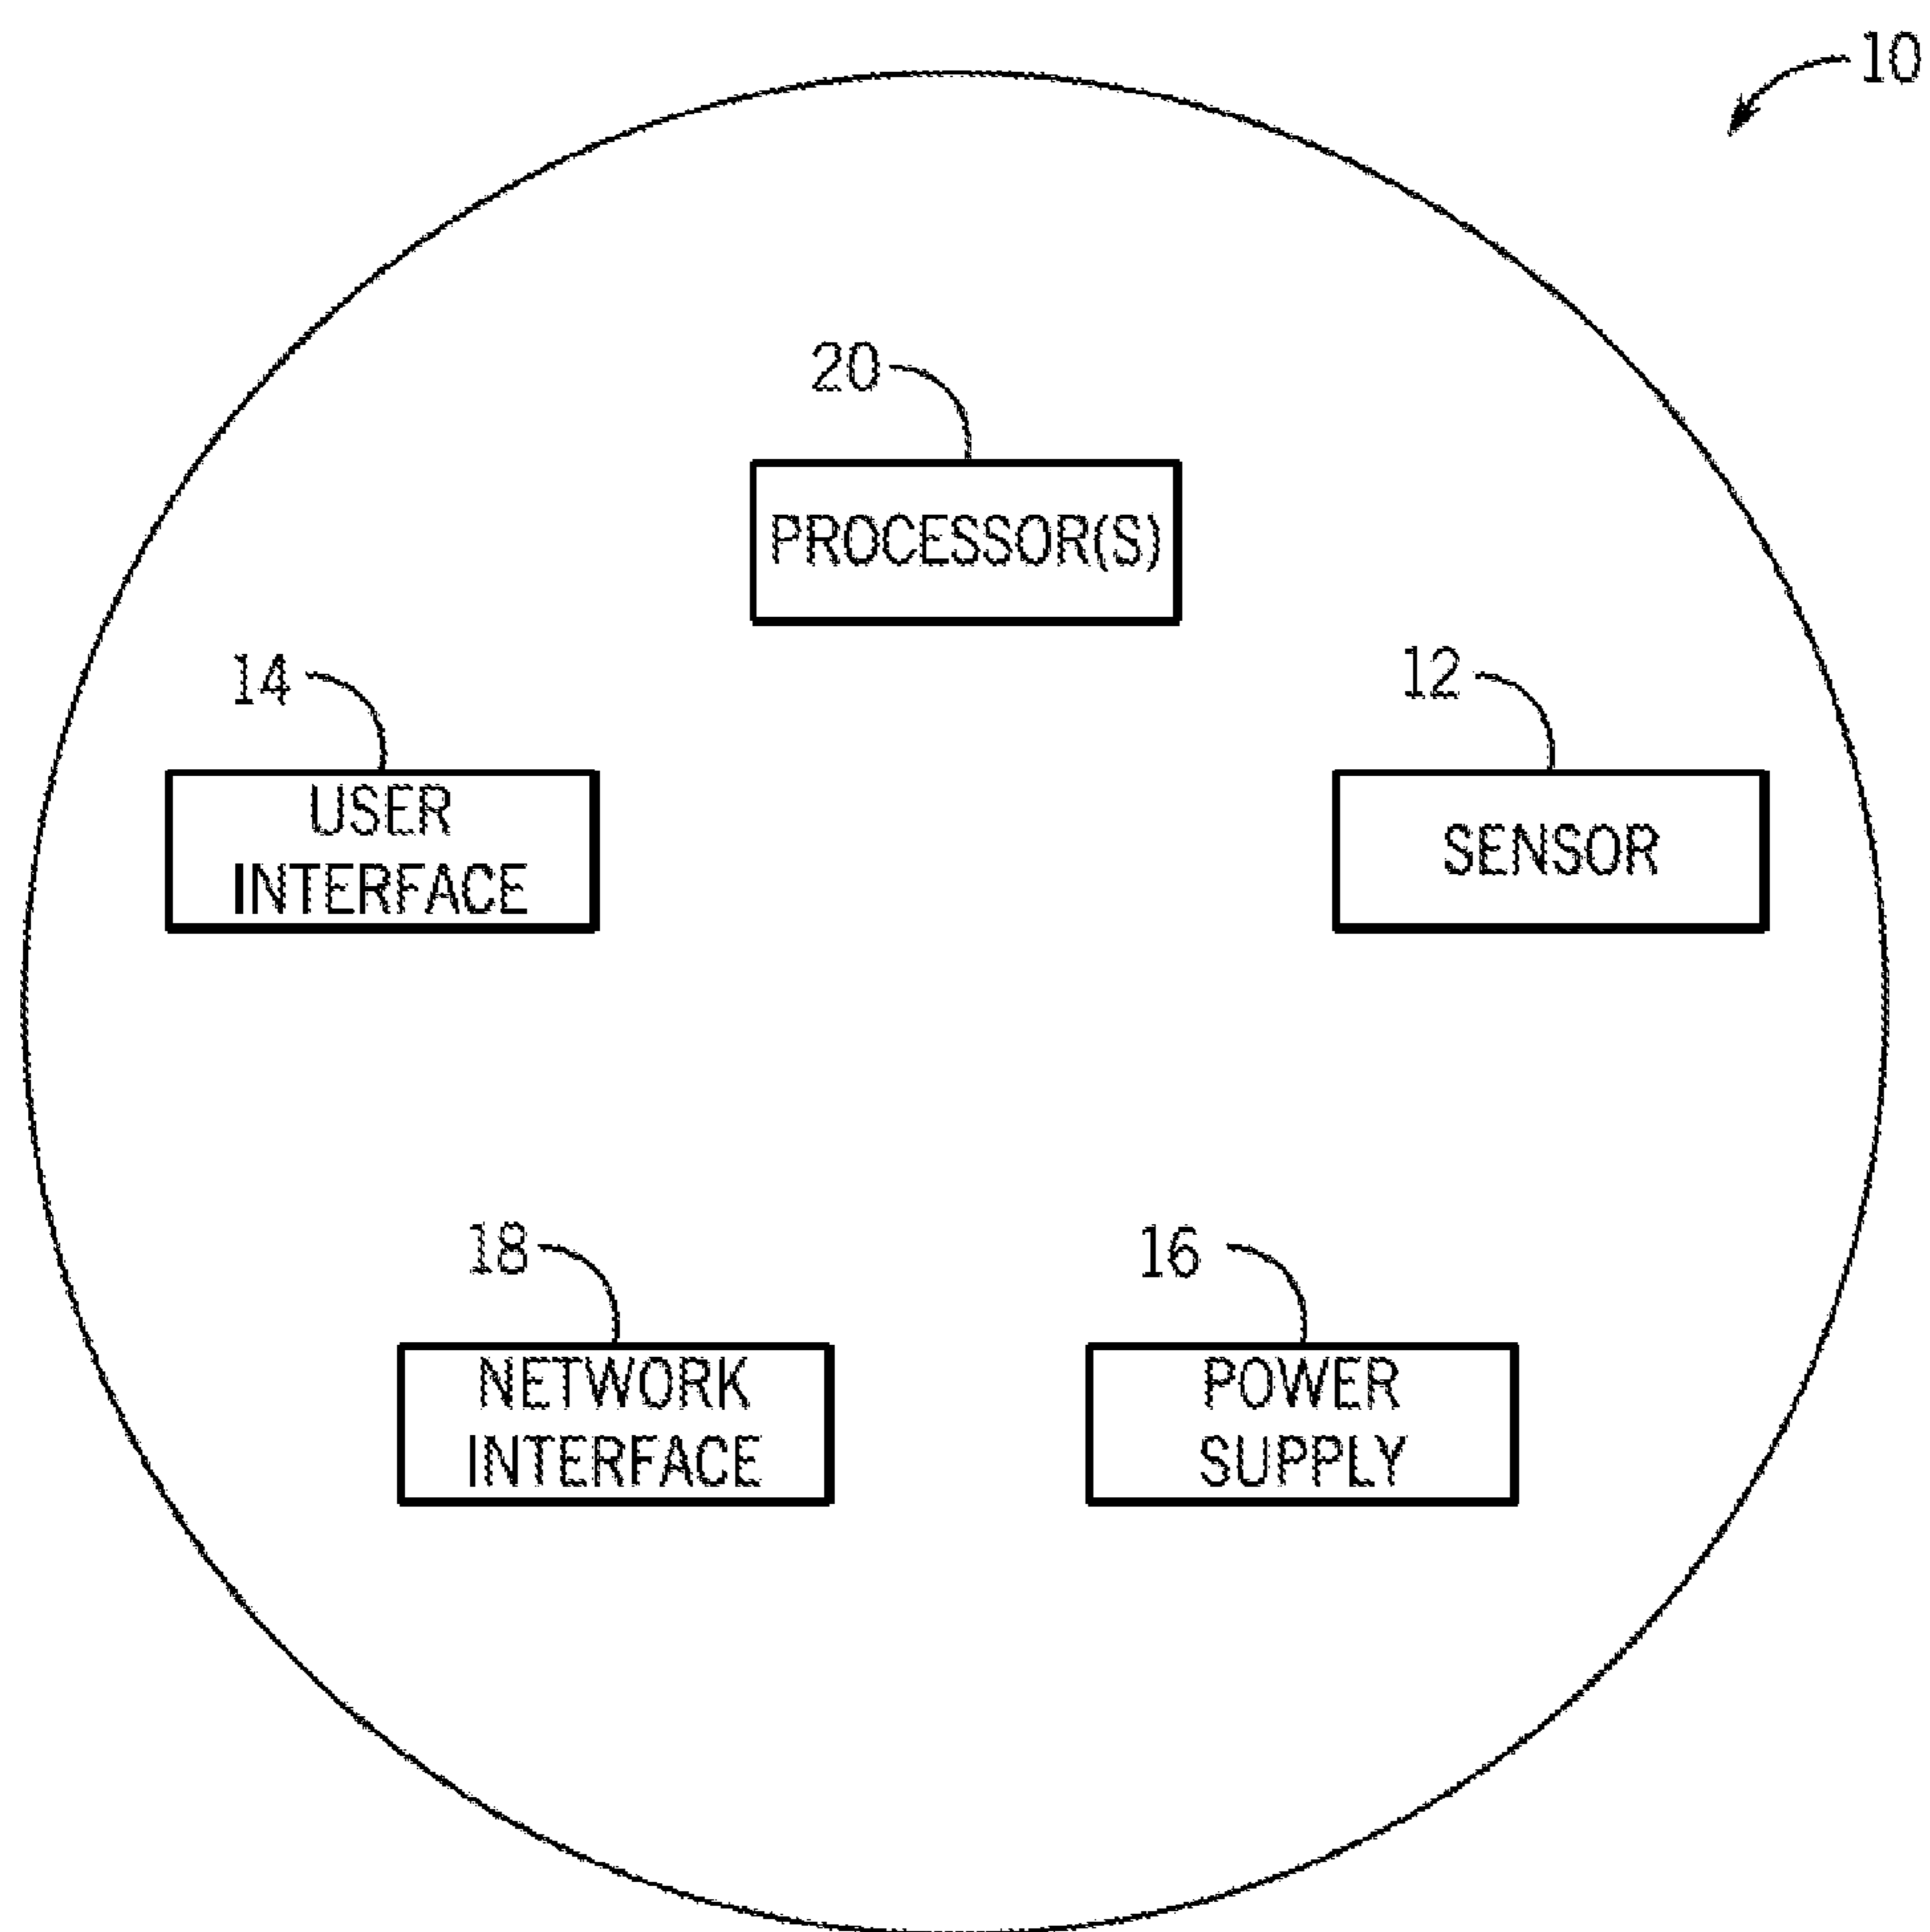 10
20
PROCESSOR(S)
14
USER
INTERFACE
12
SENSOR
18
NETWORK
INTERFACE
16
POWER
SUPPLY